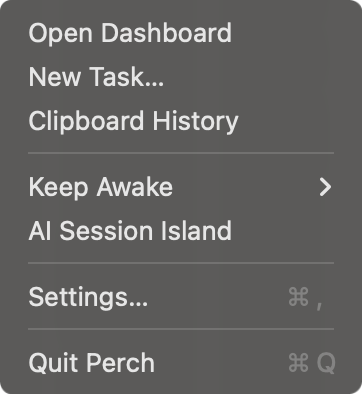 Open Dashboard
New Task…
Clipboard History
Keep Awake
AI Session Island
Settings… ⌘ ,
Quit Perch ⌘ Q